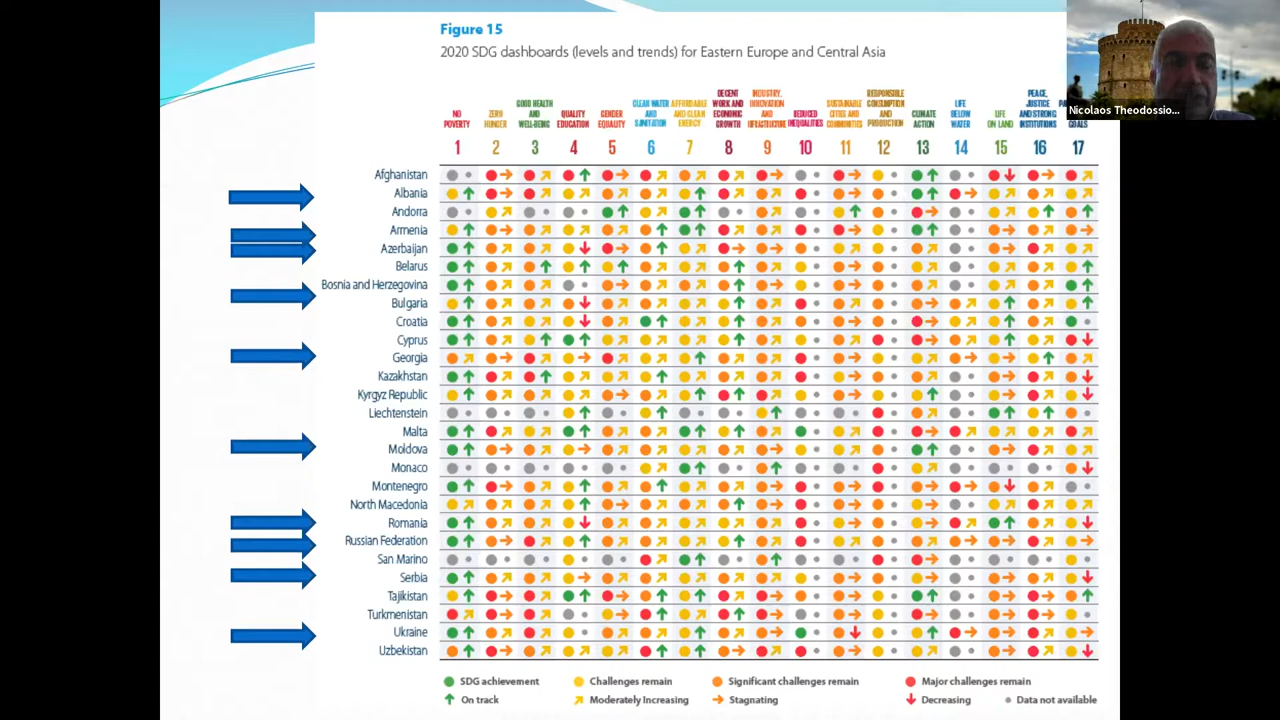 Figure 15
2020 SDG dashboards (levels and trends) for Eastern Europe and Central Asia
Nicolaos Theodossio...
NO POVERTY
ZERO HUNGER
GOOD HEALTH AND WELL-BEING
QUALITY EDUCATION
GENDER EQUALITY
CLEAN WATER AND SANITATION
AFFORDABLE AND CLEAN ENERGY
DECENT WORK AND ECONOMIC GROWTH
INDUSTRY, INNOVATION AND INFRASTRUCTURE
REDUCED INEQUALITIES
SUSTAINABLE CITIES AND COMMUNITIES
RESPONSIBLE CONSUMPTION AND PRODUCTION
CLIMATE ACTION
LIFE BELOW WATER
LIFE ON LAND
PEACE, JUSTICE AND STRONG INSTITUTIONS
GOALS
1 2 3 4 5 6 7 8 9 10 11 12 13 14 15 16 17
Afghanistan
Albania
Andorra
Armenia
Azerbaijan
Belarus
Bosnia and Herzegovina
Bulgaria
Croatia
Cyprus
Georgia
Kazakhstan
Kyrgyz Republic
Liechtenstein
Malta
Moldova
Monaco
Montenegro
North Macedonia
Romania
Russian Federation
San Marino
Serbia
Tajikistan
Turkmenistan
Ukraine
Uzbekistan
SDG achievement Challenges remain Significant challenges remain Major challenges remain
On track Moderately Increasing Stagnating Decreasing Data not available